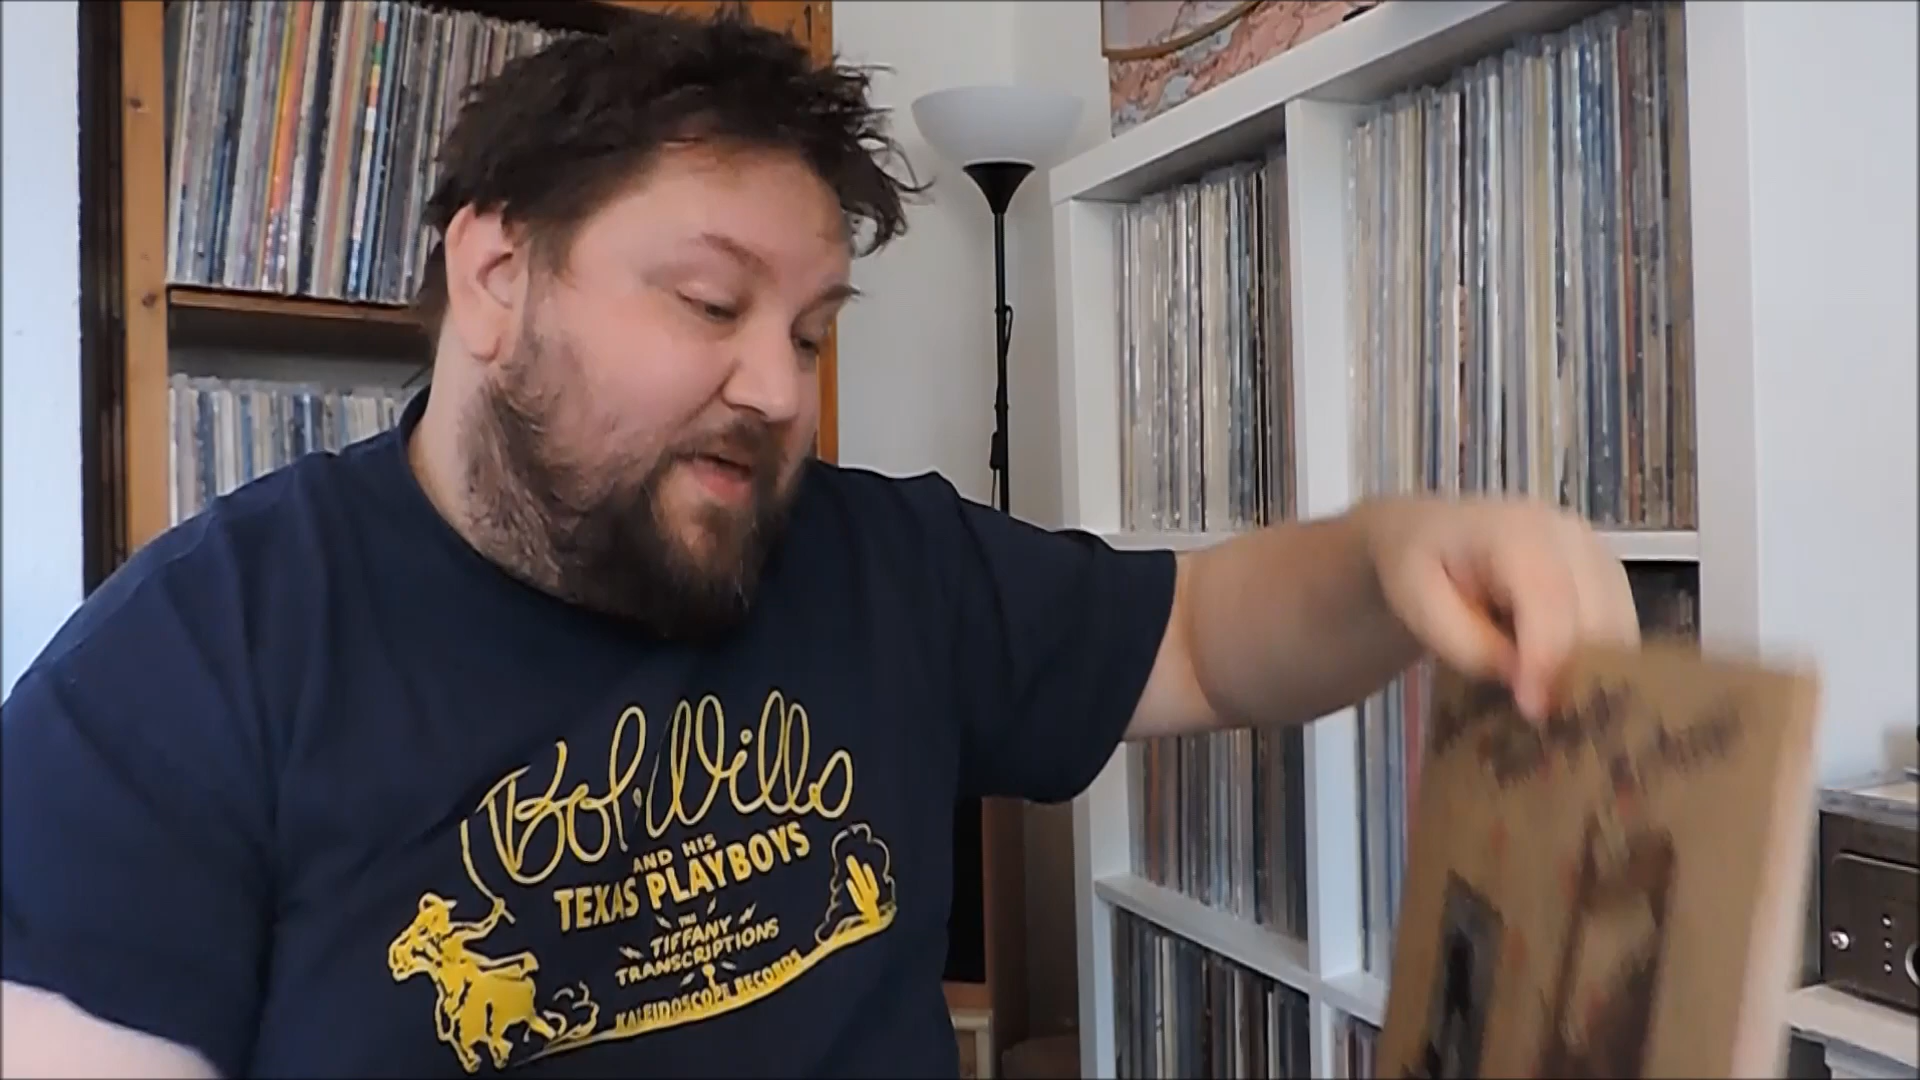 Bob Wills
AND HIS
TEXAS PLAYBOYS
THE
TIFFANY
TRANSCRIPTIONS
KALEIDOSCOPE RECORDS